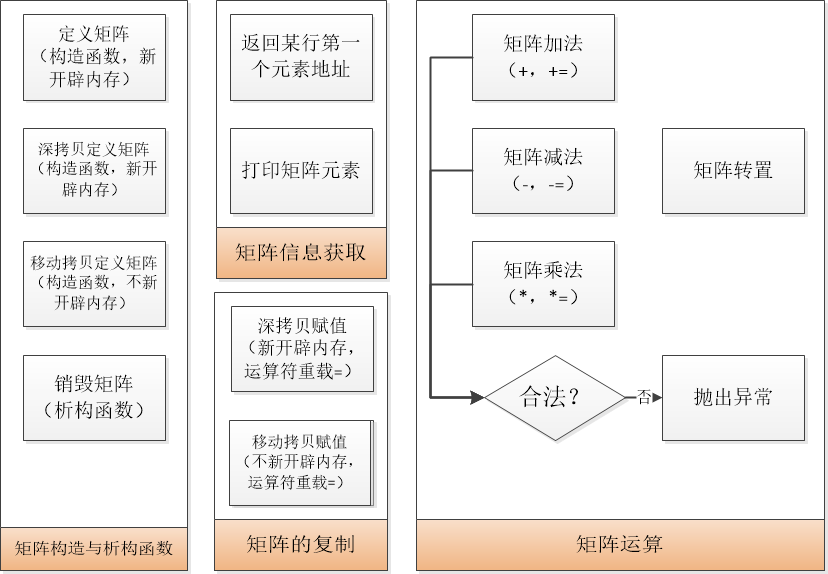 定义矩阵
（构造函数，新
开辟内存）
深拷贝定义矩阵
（构造函数，新开
辟内存）
移动拷贝定义矩阵
（构造函数，不新
开辟内存）
销毁矩阵
（析构函数）
矩阵构造与析构函数
返回某行第一
个元素地址
打印矩阵元素
矩阵信息获取
深拷贝赋值
（新开辟内存，
运算符重载=）
移动拷贝赋值
（不新开辟内存，
运算符重载=）
矩阵的复制
矩阵加法
（+，+=）
矩阵减法
（-，-=）
矩阵乘法
（*，*=）
矩阵转置
合法？
否
抛出异常
矩阵运算